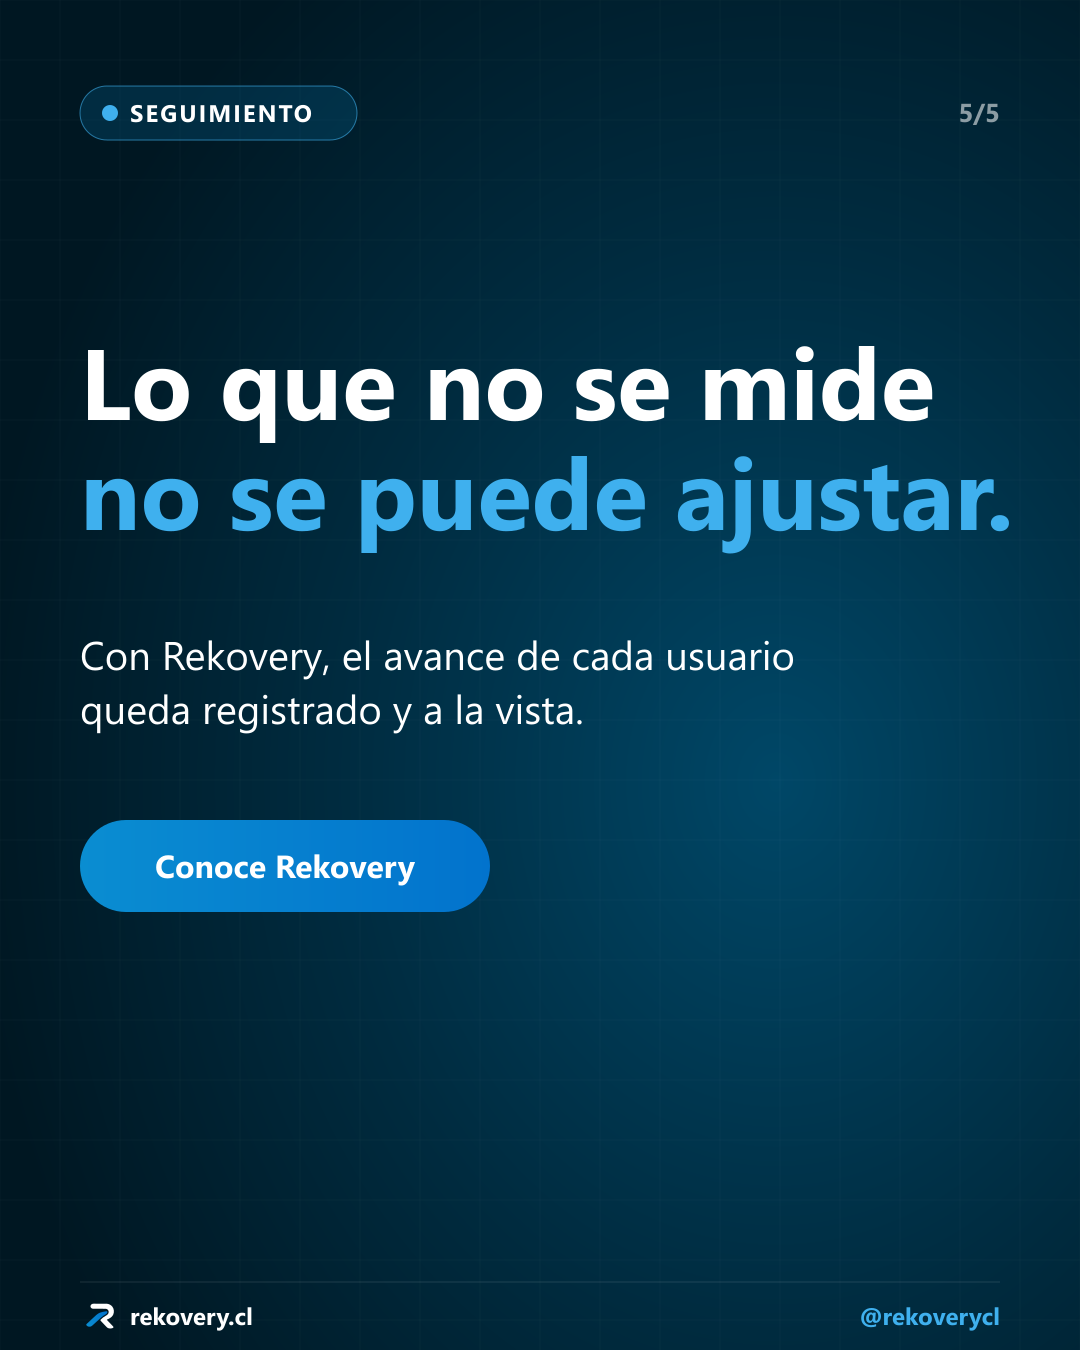 SEGUIMIENTO
5/5
Lo que no se mide
no se puede ajustar.
Con Rekovery, el avance de cada usuario
queda registrado y a la vista.
Conoce Rekovery
rekovery.cl
@rekoverycl